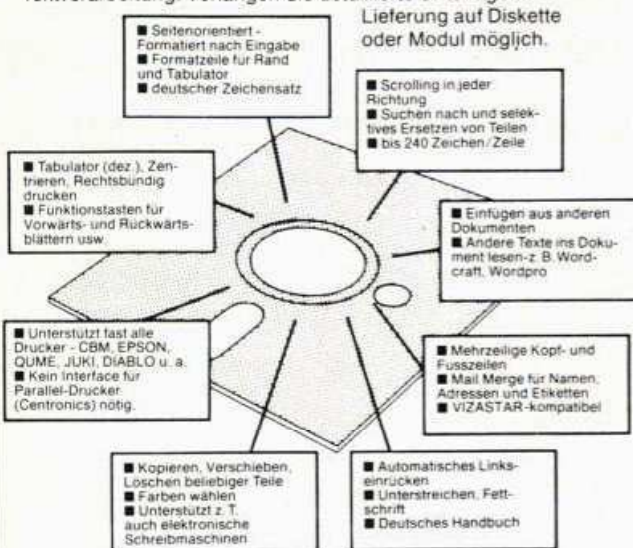 Lieferung auf Diskette
oder Modul möglich.
■ Seitenorientiert -
Formatiert nach Eingabe
■ Formatzeile für Rand
und Tabulator
■ deutscher Zeichensatz
■ Scrolling in jeder
Richtung
■ Suchen nach und selek-
tives Ersetzen von Teilen
■ bis 240 Zeichen/Zeile
■ Tabulator (dez.), Zen-
trieren, Rechtsbündig
drucken
■ Funktionstasten für
Vorwärts- und Rückwärts-
blättern usw.
■ Einfügen aus anderen
Dokumenten
■ Andere Texte ins Doku-
ment lesen-z. B. Word-
craft, Wordpro
■ Unterstützt fast alle
Drucker - CBM, EPSON,
QUME, JUKI, DIABLO u. a.
■ Kein Interface für
Parallel-Drucker
(Centronics) nötig.
■ Mehrzeilige Kopf- und
Fusszeilen
■ Mail Merge für Namen,
Adressen und Etiketten
■ VIZASTAR-kompatibel
■ Kopieren, Verschieben,
Löschen beliebiger Teile
■ Farben wählen
■ Unterstützt z. T.
auch elektronische
Schreibmaschinen
■ Automatisches Links-
einrücken
■ Unterstreichen, Fett-
schrift
■ Deutsches Handbuch